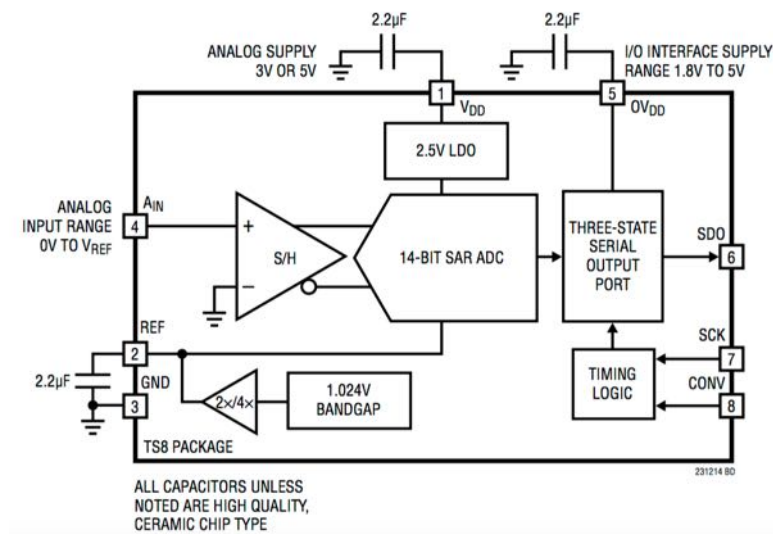 2.2µF
2.2µF
ANALOG SUPPLY
3V OR 5V
I/O INTERFACE SUPPLY
RANGE 1.8V TO 5V
1
VDD
5
OVDD
2.5V LDO
ANALOG
INPUT RANGE
0V TO VREF
AIN
4
+
S/H
–
14-BIT SAR ADC
THREE-STATE
SERIAL
OUTPUT
PORT
SDO
6
REF
2
2.2µF
GND
3
2×/4×
1.024V
BANDGAP
TIMING
LOGIC
SCK
7
CONV
8
TS8 PACKAGE
231214 BD
ALL CAPACITORS UNLESS
NOTED ARE HIGH QUALITY,
CERAMIC CHIP TYPE